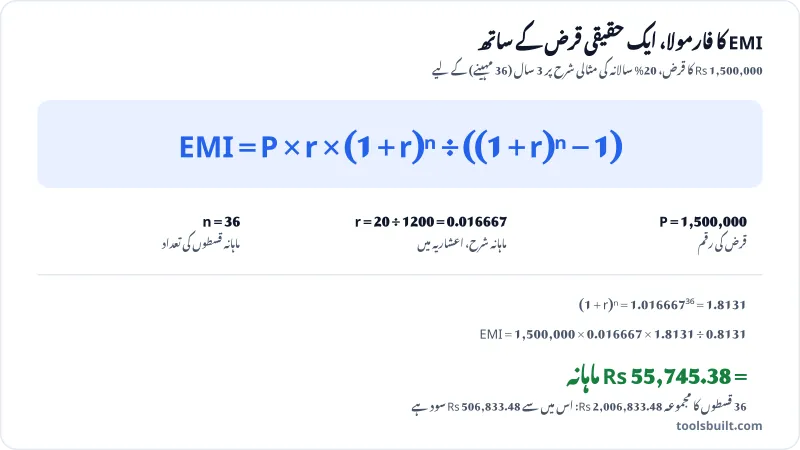 EMI کا فارمولا، ایک حقیقی قرض کے ساتھ
Rs 1,500,000 کا قرض، 20% سالانہ کی مثالی شرح پر 3 سال (36 مہینے) کے لیے
EMI = P × r × (1 + r)ⁿ ÷ ((1 + r)ⁿ − 1)
P = 1,500,000
قرض کی رقم
r = 20 ÷ 1200 = 0.016667
ماہانہ شرح، اعشاریہ میں
n = 36
ماہانہ قسطوں کی تعداد
(1 + r)ⁿ = 1.016667³⁶ = 1.8131
EMI = 1,500,000 × 0.016667 × 1.8131 ÷ 0.8131
= Rs 55,745.38 ماہانہ
36 قسطوں کا مجموعہ Rs 2,006,833.48: اس میں سے Rs 506,833.48 سود ہے
toolsbuilt.com